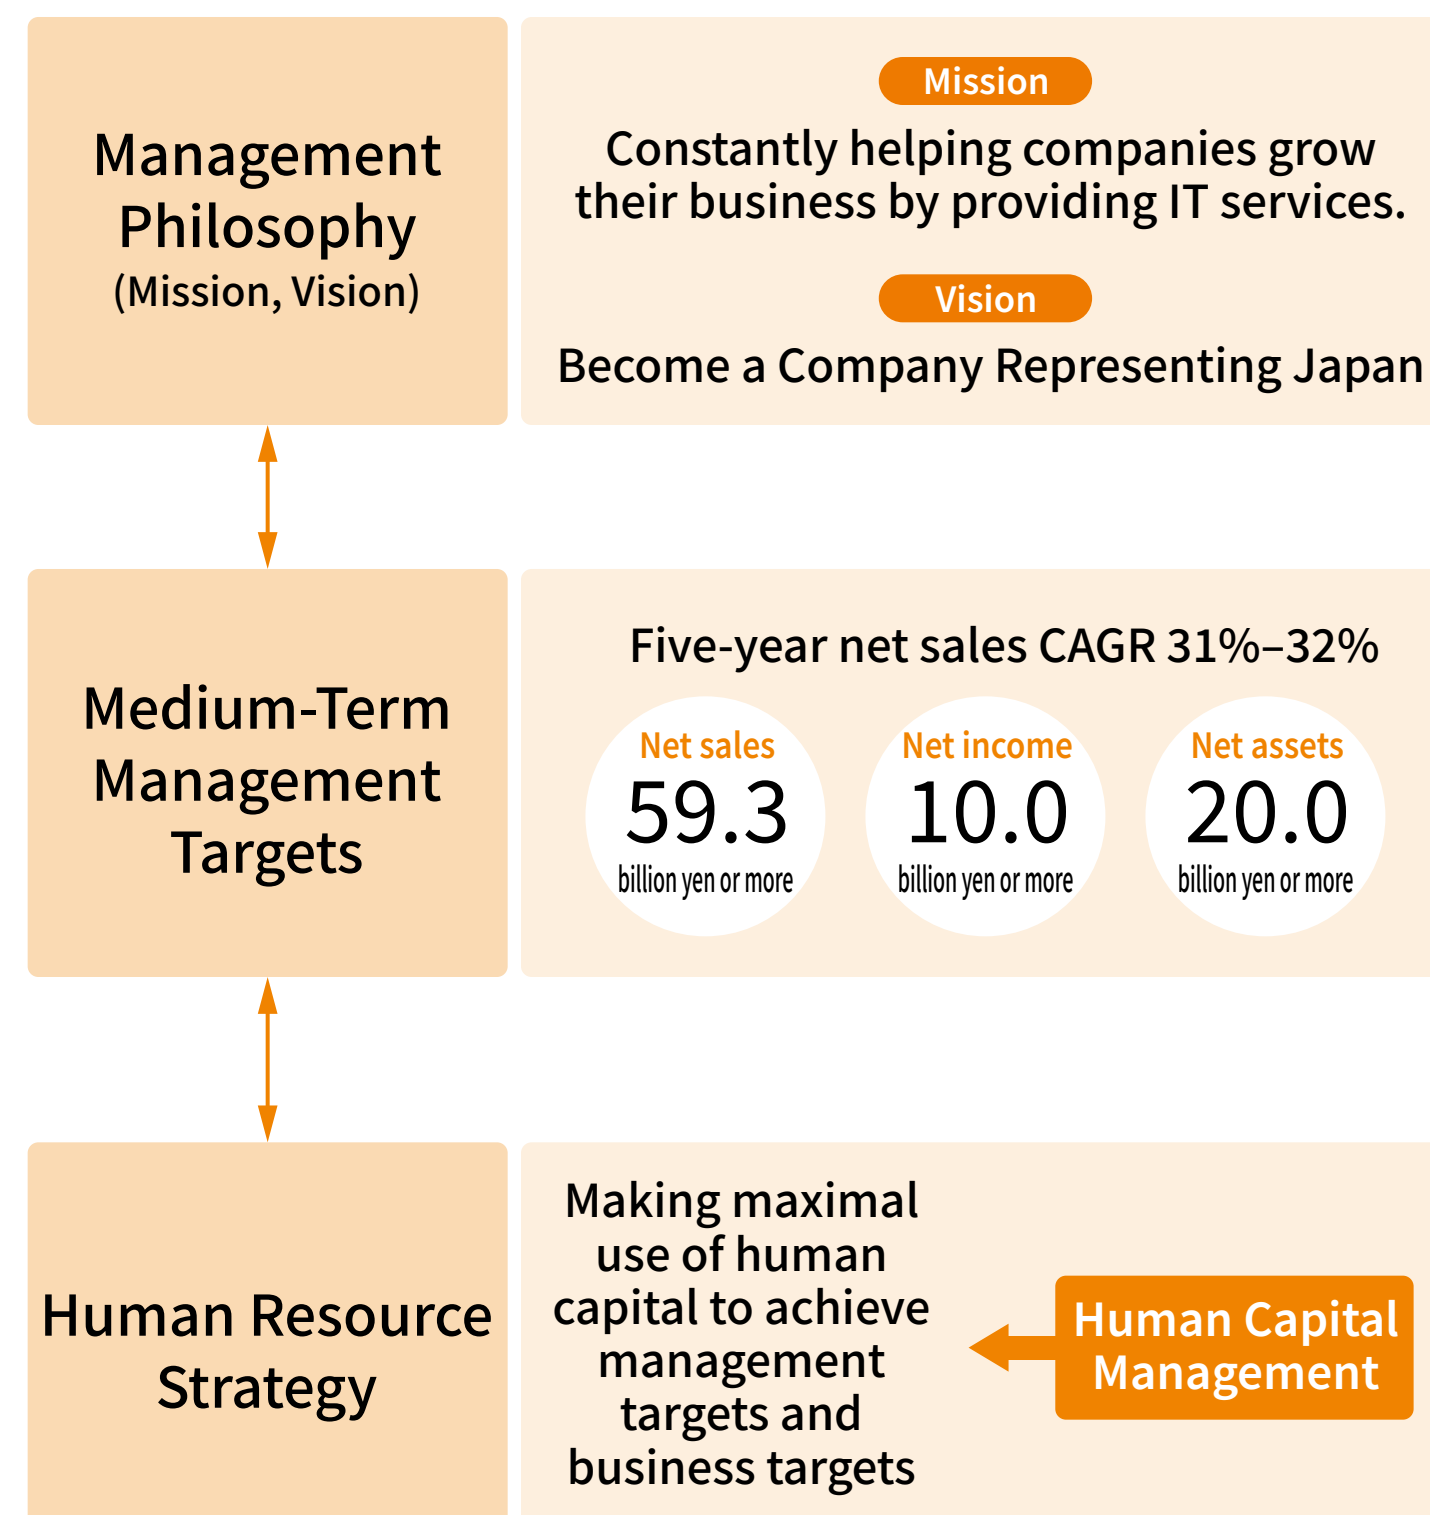 Management
Philosophy
(Mission, Vision)
Mission
Constantly helping companies grow
their business by providing IT services.
Vision
Become a Company Representing Japan
Medium-Term
Management
Targets
Five-year net sales CAGR 31%–32%
Net sales
59.3
billion yen or more
Net income
10.0
billion yen or more
Net assets
20.0
billion yen or more
Human Resource
Strategy
Making maximal
use of human
capital to achieve
management
targets and
business targets
Human Capital
Management